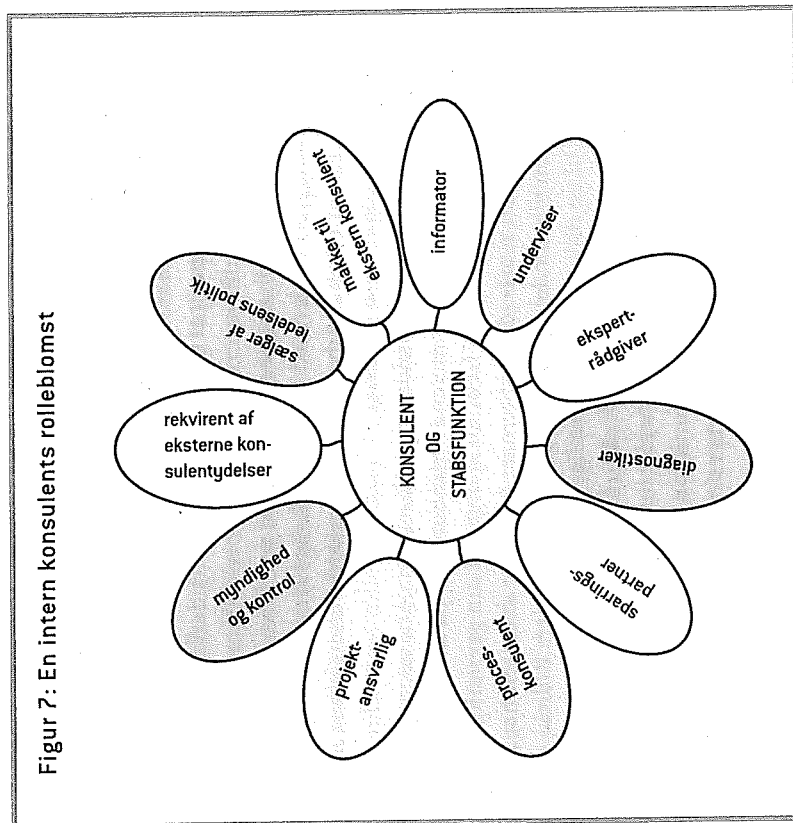 Figur 7: En intern konsulents rolleblomst
rekvirent af
eksterne kon-
sulentydelser
sælger af
ledelsens politik
makker til
ekstern konsulent
informator
underviser
ekspert-
rådgiver
diagnostiker
sparrings-
partner
proces-
konsulent
projekt-
ansvarlig
myndighed
og kontrol
KONSULENT
OG
STABSFUNKTION